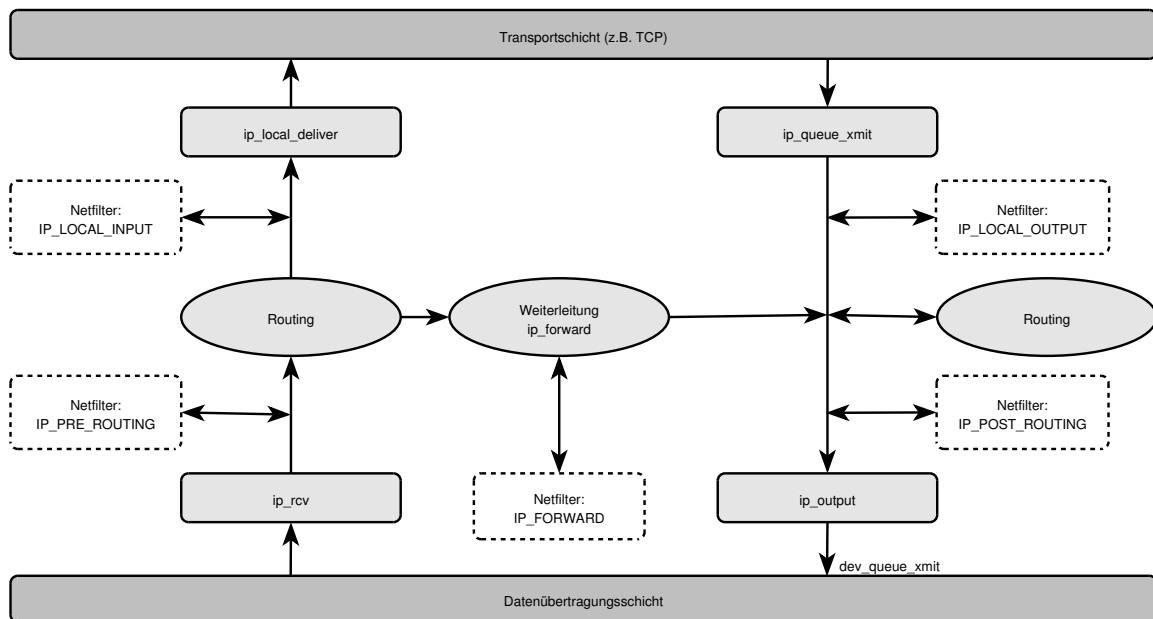 Transportschicht (z.B. TCP)
ip_local_deliver
ip_queue_xmit
Netfilter:
IP_LOCAL_INPUT
Netfilter:
IP_LOCAL_OUTPUT
Routing
Weiterleitung
ip_forward
Routing
Netfilter:
IP_PRE_ROUTING
Netfilter:
IP_POST_ROUTING
ip_rcv
Netfilter:
IP_FORWARD
ip_output
dev_queue_xmit
Datenübertragungsschicht